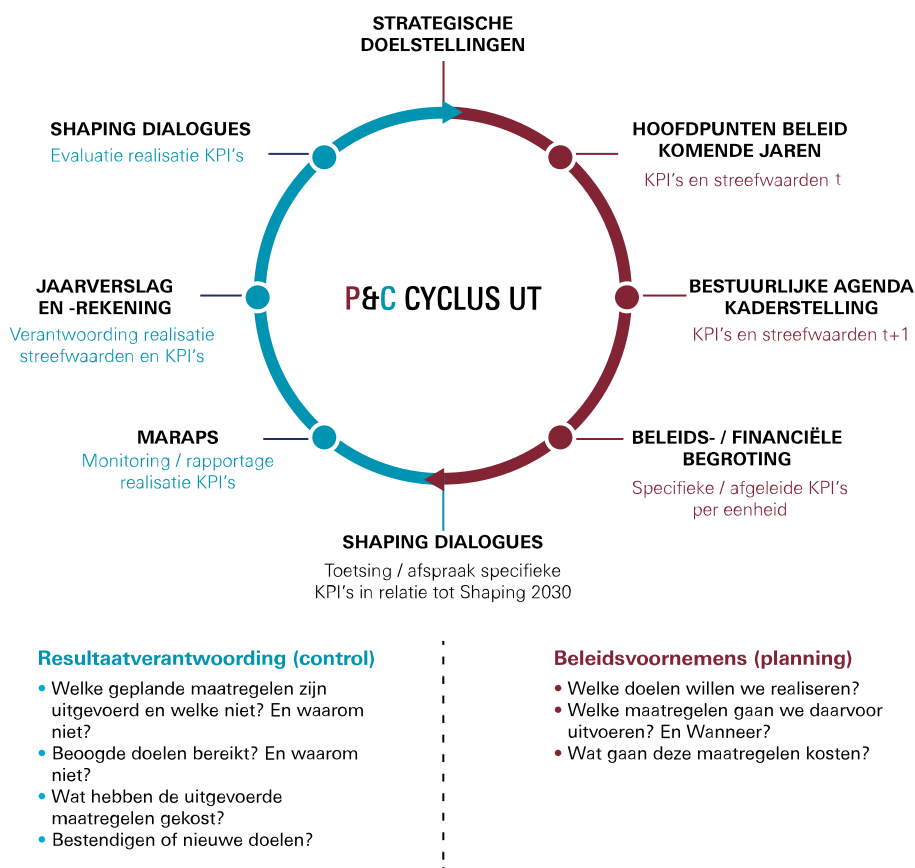 STRATEGISCHE
DOELSTELLINGEN
HOOFDPUNTEN BELEID
KOMENDE JAREN
KPI's en streefwaarden t
BESTUURLIJKE AGENDA
KADERSTELLING
KPI's en streefwaarden t+1
BELEIDS- / FINANCIËLE
BEGROTING
Specifieke / afgeleide KPI's
per eenheid
SHAPING DIALOGUES
Toetsing / afspraak specifieke
KPI's in relatie tot Shaping 2030
MARAPS
Monitoring / rapportage
realisatie KPI's
JAARVERSLAG
EN -REKENING
Verantwoording realisatie
streefwaarden en KPI's
SHAPING DIALOGUES
Evaluatie realisatie KPI's
P&C CYCLUS UT
Resultaatverantwoording (control)
• Welke geplande maatregelen zijn
uitgevoerd en welke niet? En waarom
niet?
• Beoogde doelen bereikt? En waarom
niet?
• Wat hebben de uitgevoerde
maatregelen gekost?
• Bestendigen of nieuwe doelen?
Beleidsvoornemens (planning)
• Welke doelen willen we realiseren?
• Welke maatregelen gaan we daarvoor
uitvoeren? En Wanneer?
• Wat gaan deze maatregelen kosten?